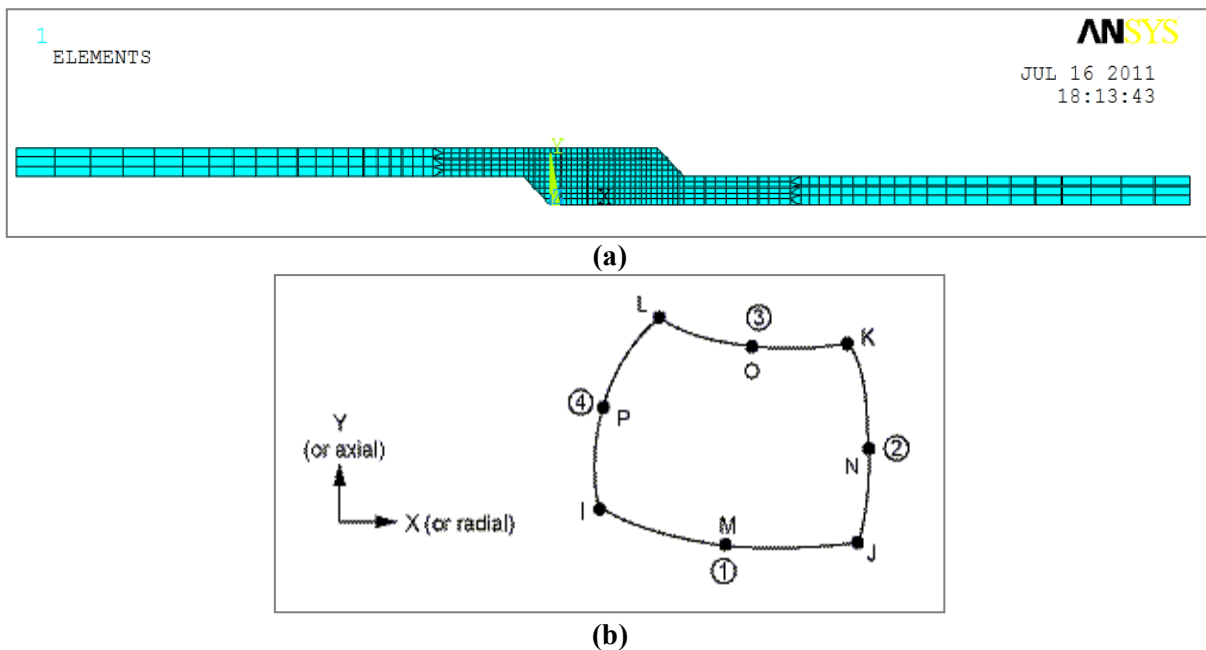 1
ELEMENTS
ANSYS
JUL 16 2011
18:13:43
Y
Z
X
(a)
L
③
K
O
④
P
Y
(or axial)
N
②
I
X (or radial)
M
J
①
(b)